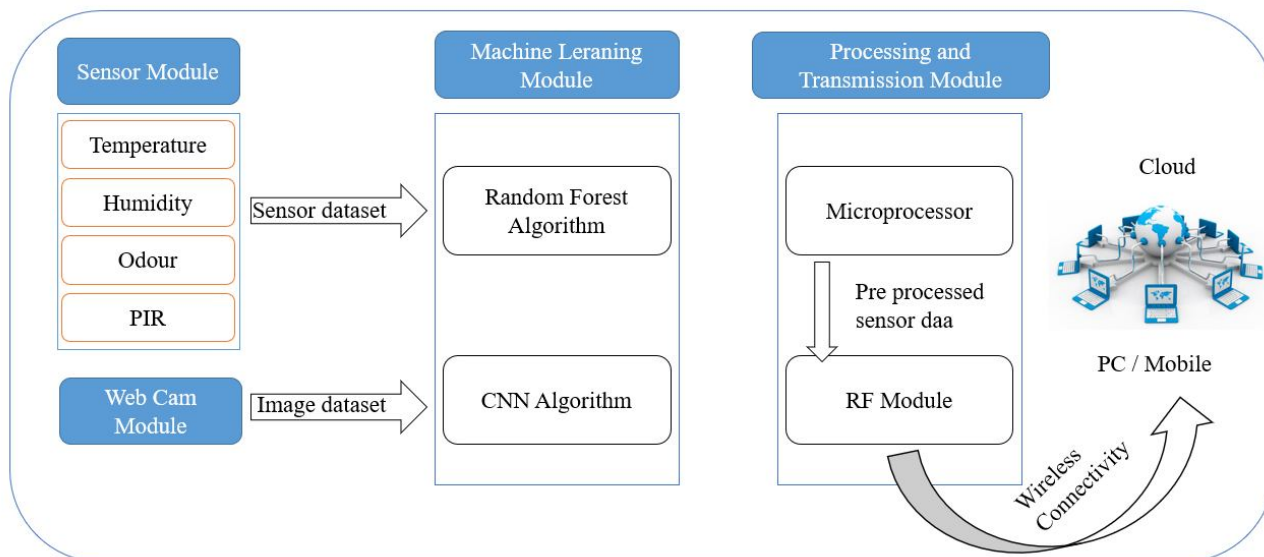 Sensor Module
Temperature
Humidity
Odour
PIR
Web Cam
Module
Sensor dataset
Image dataset
Machine Leraning
Module
Random Forest
Algorithm
CNN Algorithm
Processing and
Transmission Module
Microprocessor
Pre processed
sensor daa
RF Module
Wireless
Connectivity
Cloud
PC / Mobile